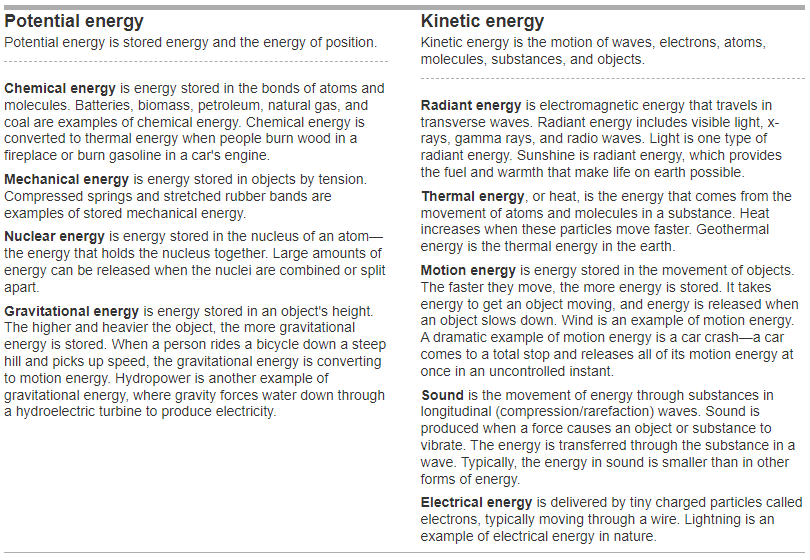 Potential energy
Potential energy is stored energy and the energy of position.
Chemical energy is energy stored in the bonds of atoms and
molecules. Batteries, biomass, petroleum, natural gas, and
coal are examples of chemical energy. Chemical energy is
converted to thermal energy when people burn wood in a
fireplace or burn gasoline in a car's engine.
Mechanical energy is energy stored in objects by tension.
Compressed springs and stretched rubber bands are
examples of stored mechanical energy.
Nuclear energy is energy stored in the nucleus of an atom—
the energy that holds the nucleus together. Large amounts of
energy can be released when the nuclei are combined or split
apart.
Gravitational energy is energy stored in an object's height.
The higher and heavier the object, the more gravitational
energy is stored. When a person rides a bicycle down a steep
hill and picks up speed, the gravitational energy is converting
to motion energy. Hydropower is another example of
gravitational energy, where gravity forces water down through
a hydroelectric turbine to produce electricity.
Kinetic energy
Kinetic energy is the motion of waves, electrons, atoms,
molecules, substances, and objects.
Radiant energy is electromagnetic energy that travels in
transverse waves. Radiant energy includes visible light, x-
rays, gamma rays, and radio waves. Light is one type of
radiant energy. Sunshine is radiant energy, which provides
the fuel and warmth that make life on earth possible.
Thermal energy, or heat, is the energy that comes from the
movement of atoms and molecules in a substance. Heat
increases when these particles move faster. Geothermal
energy is the thermal energy in the earth.
Motion energy is energy stored in the movement of objects.
The faster they move, the more energy is stored. It takes
energy to get an object moving, and energy is released when
an object slows down. Wind is an example of motion energy.
A dramatic example of motion energy is a car crash—a car
comes to a total stop and releases all of its motion energy at
once in an uncontrolled instant.
Sound is the movement of energy through substances in
longitudinal (compression/rarefaction) waves. Sound is
produced when a force causes an object or substance to
vibrate. The energy is transferred through the substance in a
wave. Typically, the energy in sound is smaller than in other
forms of energy.
Electrical energy is delivered by tiny charged particles called
electrons, typically moving through a wire. Lightning is an
example of electrical energy in nature.